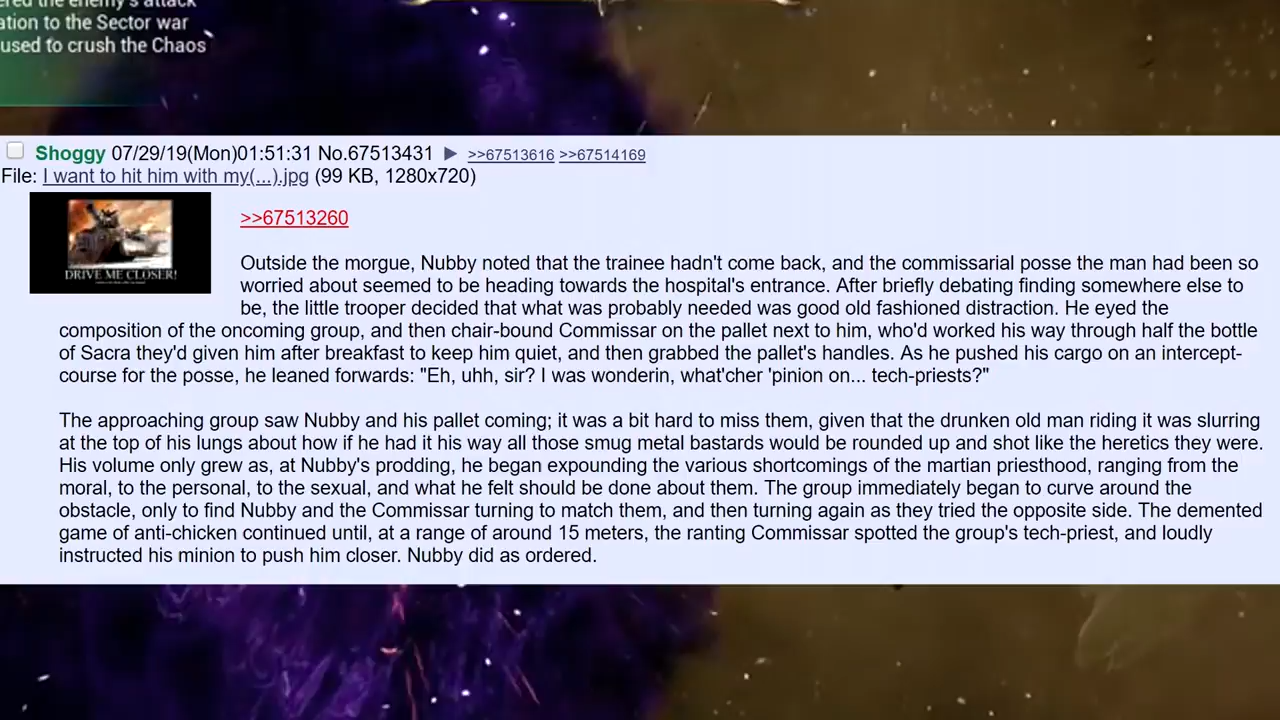 ered the enemy's attack
ation to the Sector war
used to crush the Chaos
Shoggy 07/29/19(Mon)01:51:31 No.67513431 ▶ >>67513616 >>67514169
File: I want to hit him with my(...).jpg (99 KB, 1280x720)
DRIVE ME CLOSER!
>>67513260
Outside the morgue, Nubby noted that the trainee hadn't come back, and the commissarial posse the man had been so
worried about seemed to be heading towards the hospital's entrance. After briefly debating finding somewhere else to
be, the little trooper decided that what was probably needed was good old fashioned distraction. He eyed the
composition of the oncoming group, and then chair-bound Commissar on the pallet next to him, who'd worked his way through half the bottle
of Sacra they'd given him after breakfast to keep him quiet, and then grabbed the pallet's handles. As he pushed his cargo on an intercept-
course for the posse, he leaned forwards: "Eh, uhh, sir? I was wonderin, what'cher 'pinion on... tech-priests?"
The approaching group saw Nubby and his pallet coming; it was a bit hard to miss them, given that the drunken old man riding it was slurring
at the top of his lungs about how if he had it his way all those smug metal bastards would be rounded up and shot like the heretics they were.
His volume only grew as, at Nubby's prodding, he began expounding the various shortcomings of the martian priesthood, ranging from the
moral, to the personal, to the sexual, and what he felt should be done about them. The group immediately began to curve around the
obstacle, only to find Nubby and the Commissar turning to match them, and then turning again as they tried the opposite side. The demented
game of anti-chicken continued until, at a range of around 15 meters, the ranting Commissar spotted the group's tech-priest, and loudly
instructed his minion to push him closer. Nubby did as ordered.